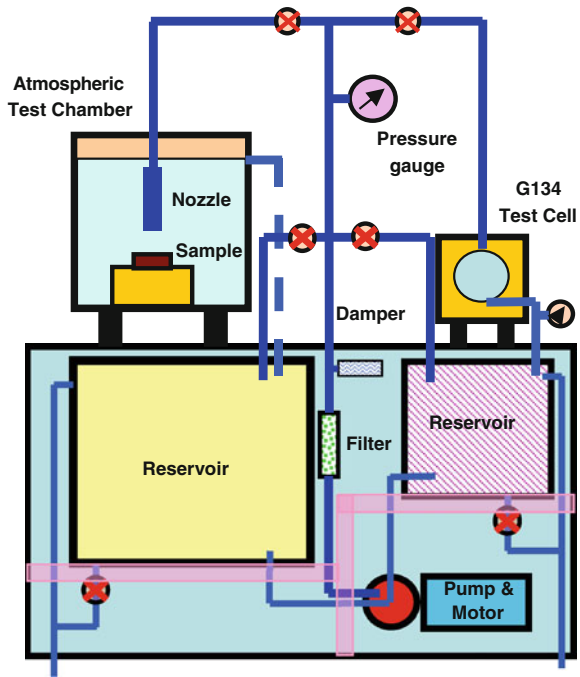 Atmospheric
Test Chamber
Pressure
gauge
G134
Test Cell
Nozzle
Sample
Damper
Reservoir
Filter
Reservoir
Pump &
Motor